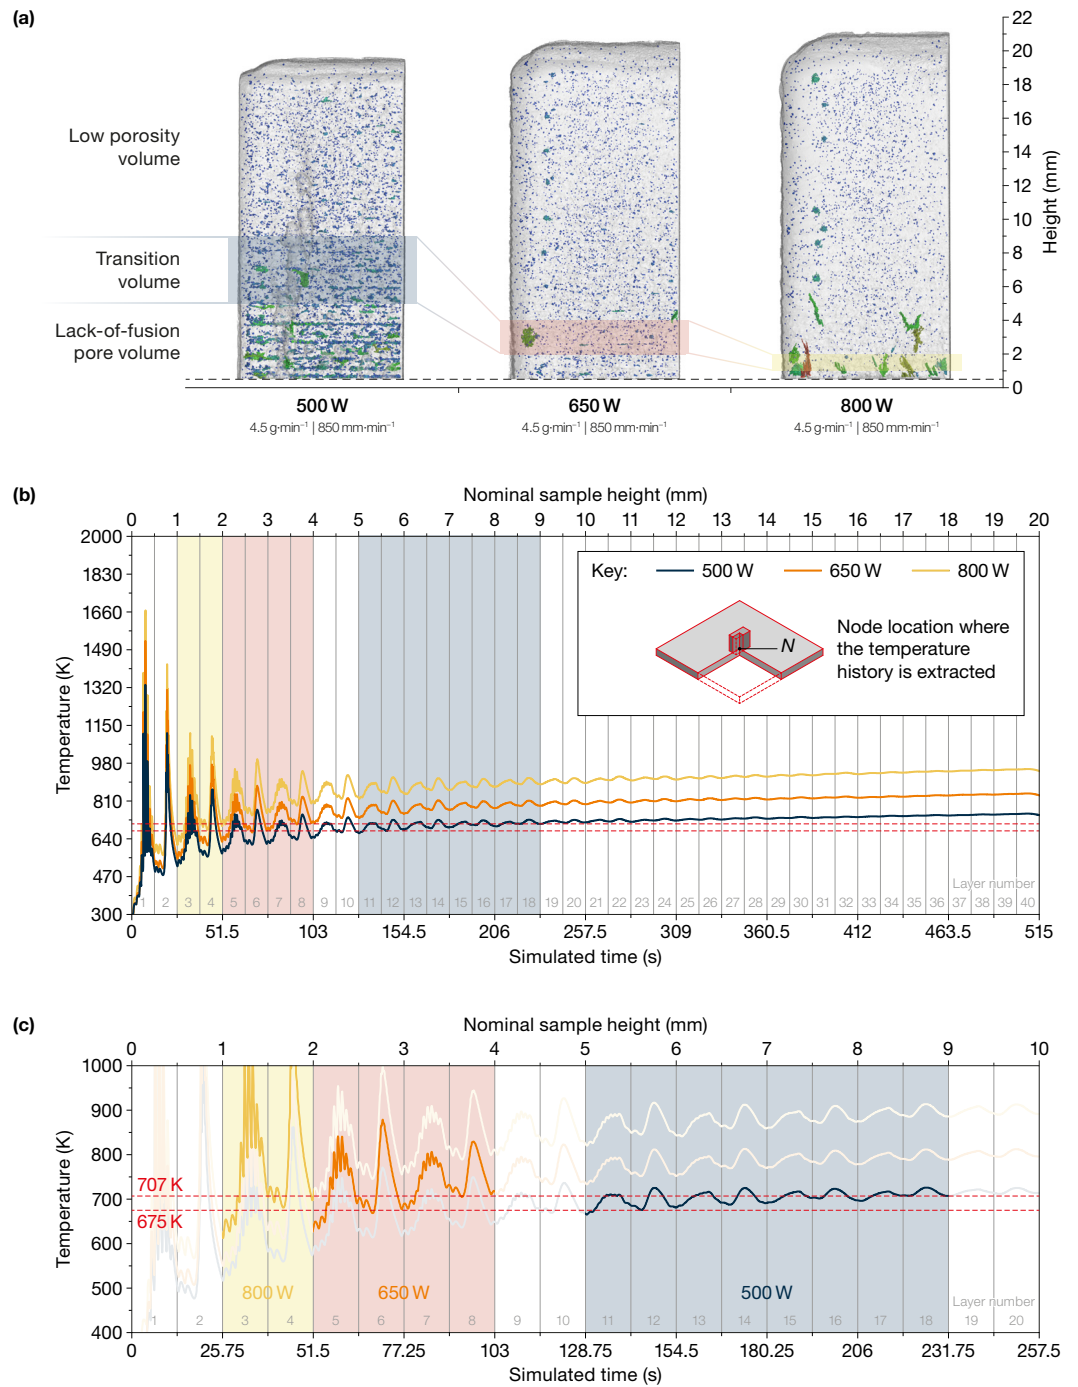 (a)
22
20
18
16
14
12
10
8
6
4
2
0
Height (mm)
Low porosity
volume
Transition
volume
Lack-of-fusion
pore volume
500 W
4.5 g·min⁻¹ | 850 mm·min⁻¹
650 W
4.5 g·min⁻¹ | 850 mm·min⁻¹
800 W
4.5 g·min⁻¹ | 850 mm·min⁻¹
(b)
Nominal sample height (mm)
0 1 2 3 4 5 6 7 8 9 10 11 12 13 14 15 16 17 18 19 20
2000
1830
1660
1490
1320
1150
980
810
640
470
300
Temperature (K)
Key: 500 W 650 W 800 W
N
Node location where
the temperature
history is extracted
Layer number
1 2 3 4 5 6 7 8 9 10 11 12 13 14 15 16 17 18 19 20 21 22 23 24 25 26 27 28 29 30 31 32 33 34 35 36 37 38 39 40
0 51.5 103 154.5 206 257.5 309 360.5 412 463.5 515
Simulated time (s)
(c)
Nominal sample height (mm)
0 1 2 3 4 5 6 7 8 9 10
1000
900
800
700
600
500
400
Temperature (K)
707 K
675 K
800 W 650 W 500 W
Layer number
1 2 3 4 5 6 7 8 9 10 11 12 13 14 15 16 17 18 19 20
0 25.75 51.5 77.25 103 128.75 154.5 180.25 206 231.75 257.5
Simulated time (s)